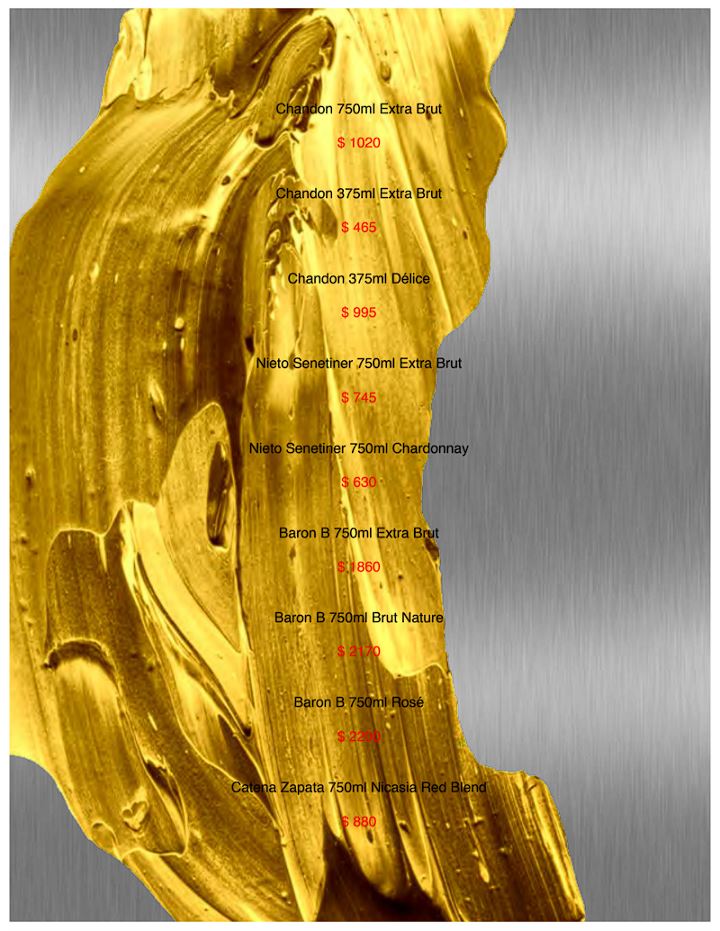 Chandon 750ml Extra Brut
$ 1020
Chandon 375ml Extra Brut
$ 465
Chandon 375ml Délice
$ 995
Nieto Senetiner 750ml Extra Brut
$ 745
Nieto Senetiner 750ml Chardonnay
$ 630
Baron B 750ml Extra Brut
$ 1860
Baron B 750ml Brut Nature
$ 2170
Baron B 750ml Rosé
$ 2200
Catena Zapata 750ml Nicasia Red Blend
$ 880